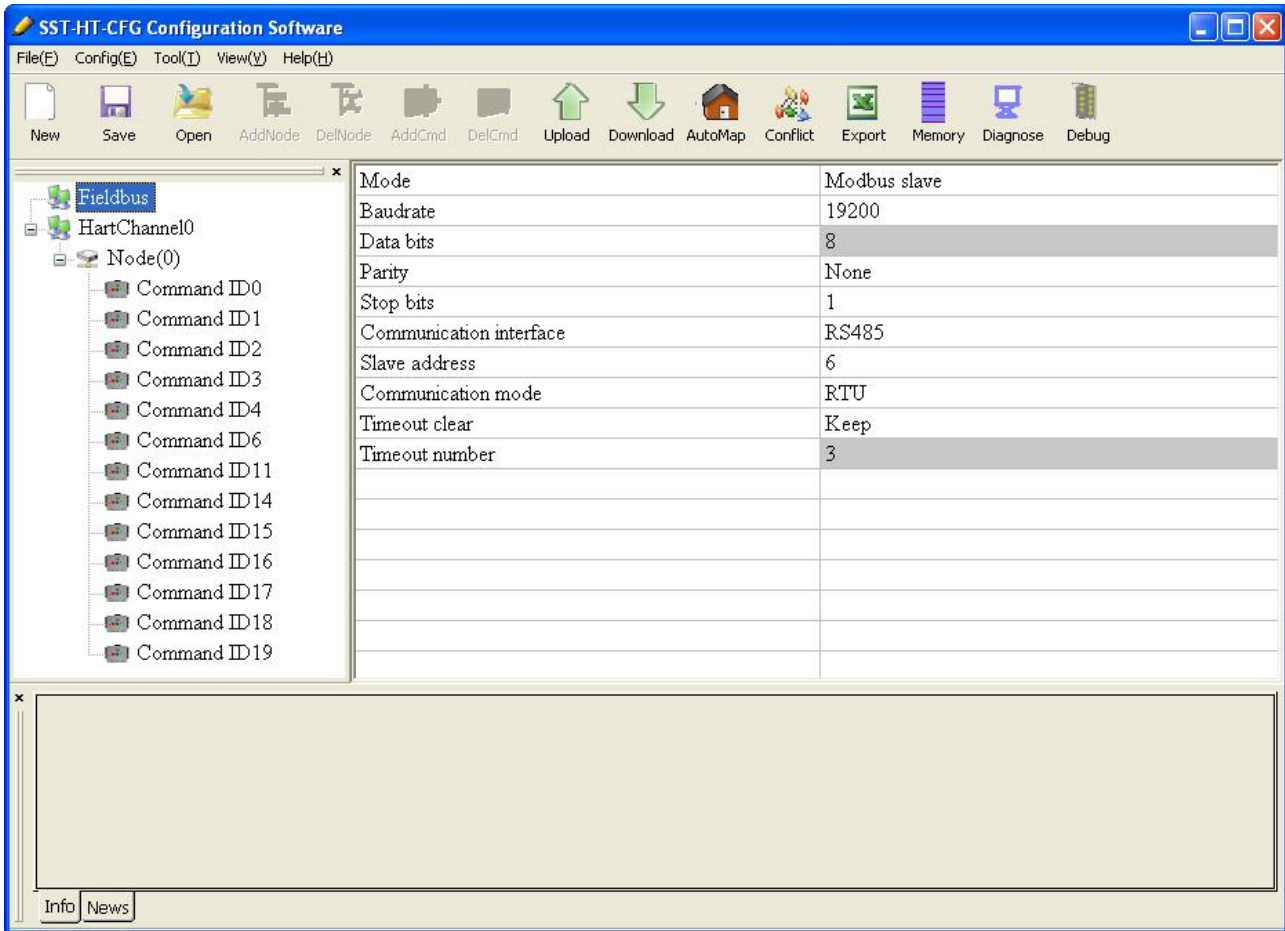 SST-HT-CFG Configuration Software
File(F) Config(E) Tool(T) View(V) Help(H)
New Save Open AddNode DelNode AddCmd DelCmd Upload Download AutoMap Conflict Export Memory Diagnose Debug
Fieldbus
HartChannel0
Node(0)
Command ID0
Command ID1
Command ID2
Command ID3
Command ID4
Command ID6
Command ID11
Command ID14
Command ID15
Command ID16
Command ID17
Command ID18
Command ID19
Mode Modbus slave
Baudrate 19200
Data bits 8
Parity None
Stop bits 1
Communication interface RS485
Slave address 6
Communication mode RTU
Timeout clear Keep
Timeout number 3
Info News